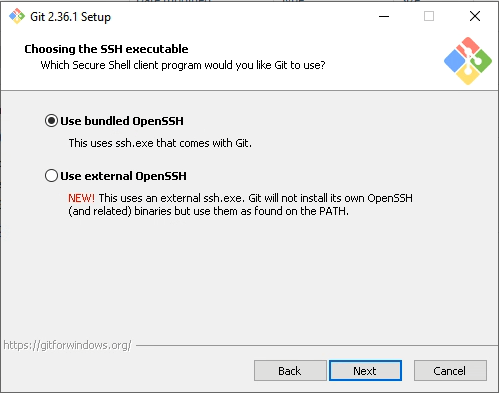 Git 2.36.1 Setup
Choosing the SSH executable
Which Secure Shell client program would you like Git to use?
Use bundled OpenSSH
This uses ssh.exe that comes with Git.
Use external OpenSSH
NEW! This uses an external ssh.exe. Git will not install its own OpenSSH
(and related) binaries but use them as found on the PATH.
https://gitforwindows.org/
Back
Next
Cancel